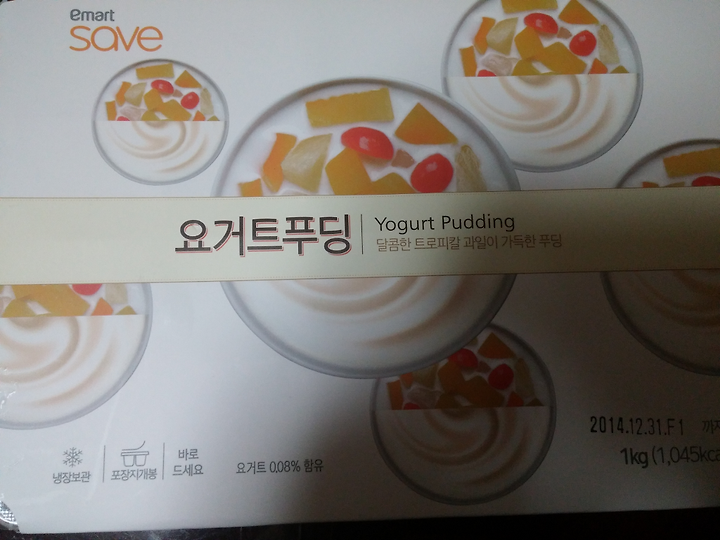 emart
save
요거트푸딩
Yogurt Pudding
달콤한 트로피칼 과일이 가득한 푸딩
냉장보관
포장지개봉
바로
드세요
요거트 0.08% 함유
2014.12.31.F1
1kg (1,045kca